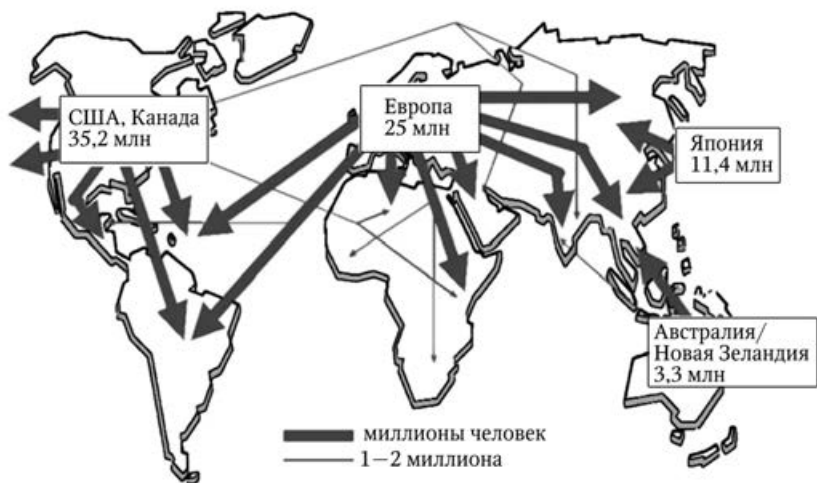 США, Канада
35,2 млн
Европа
25 млн
Япония
11,4 млн
Австралия/
Новая Зеландия
3,3 млн
миллионы человек
1—2 миллиона